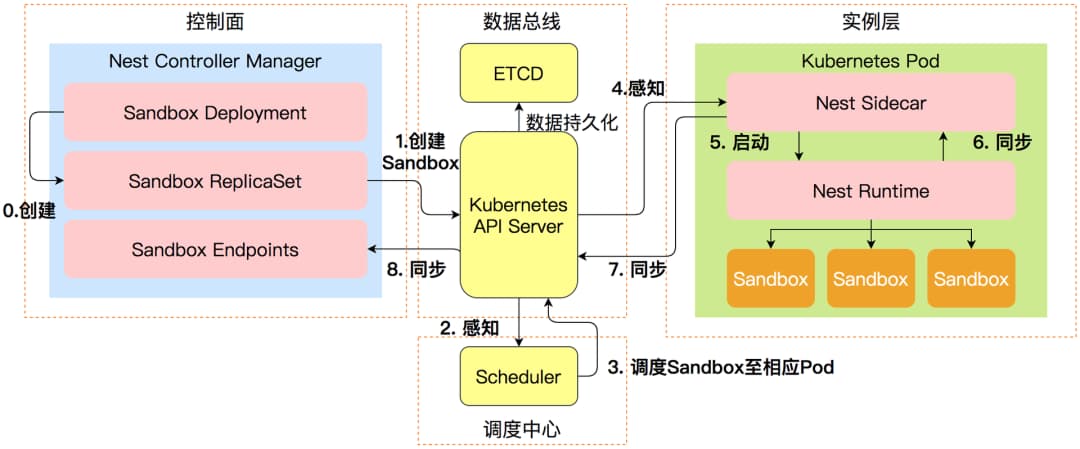 控制面
Nest Controller Manager
Sandbox Deployment
Sandbox ReplicaSet
0.创建
Sandbox Endpoints
1.创建
Sandbox
8. 同步
数据总线
ETCD
数据持久化
Kubernetes
API Server
2. 感知
Scheduler
3. 调度Sandbox至相应Pod
调度中心
4.感知
7. 同步
实例层
Kubernetes Pod
Nest Sidecar
5. 启动
6. 同步
Nest Runtime
Sandbox
Sandbox
Sandbox